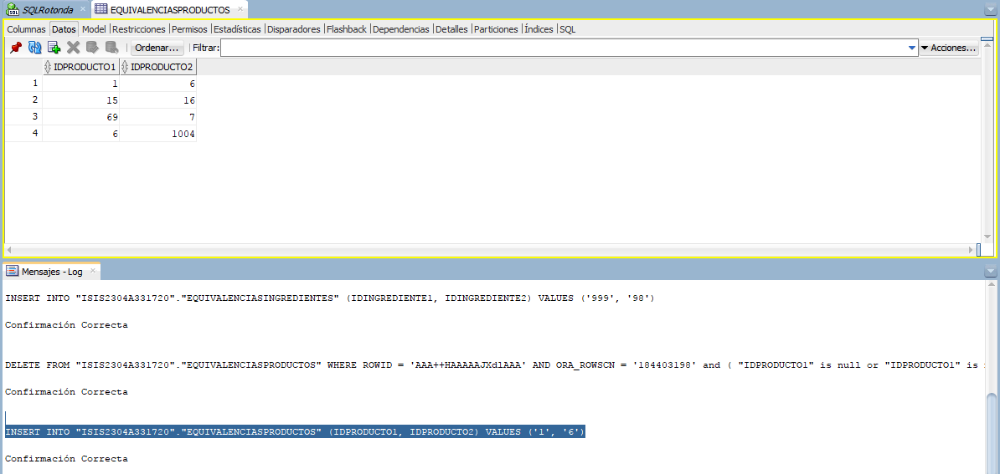 SQLRotonda EQUIVALENCIASPRODUCTOS
Columnas Datos Model Restricciones Permisos Estadísticas Disparadores Flashback Dependencias Detalles Particiones Índices SQL
Ordenar... Filtrar: Acciones...
IDPRODUCTO1 IDPRODUCTO2
1 1 6
2 15 16
3 69 7
4 6 1004
Mensajes - Log
INSERT INTO "ISIS2304A331720"."EQUIVALENCIASINGREDIENTES" (IDINGREDIENTE1, IDINGREDIENTE2) VALUES ('999', '98')
Confirmación Correcta
DELETE FROM "ISIS2304A331720"."EQUIVALENCIASPRODUCTOS" WHERE ROWID = 'AAA++HAAAAAJXdlAAA' AND ORA_ROWSCN = '184403198' and ( "IDPRODUCTO1" is null or "IDPRODUCTO1" is
Confirmación Correcta
INSERT INTO "ISIS2304A331720"."EQUIVALENCIASPRODUCTOS" (IDPRODUCTO1, IDPRODUCTO2) VALUES ('1', '6')
Confirmación Correcta